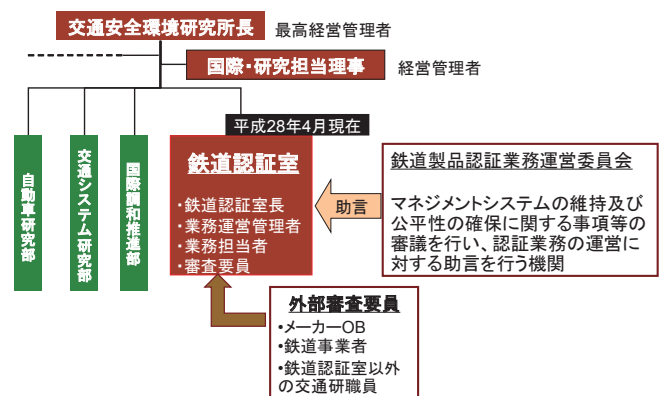 交通安全環境研究所長
最高経営管理者
国際・研究担当理事
経営管理者
平成28年4月現在
自動車研究部
交通システム研究部
国際調和推進部
鉄道認証室
・鉄道認証室長
・業務運営管理者
・業務担当者
・審査要員
助言
鉄道製品認証業務運営委員会
マネジメントシステムの維持及び
公平性の確保に関する事項等の
審議を行い、認証業務の運営に
対する助言を行う機関
外部審査要員
・メーカーOB
・鉄道事業者
・鉄道認証室以外
の交通研職員